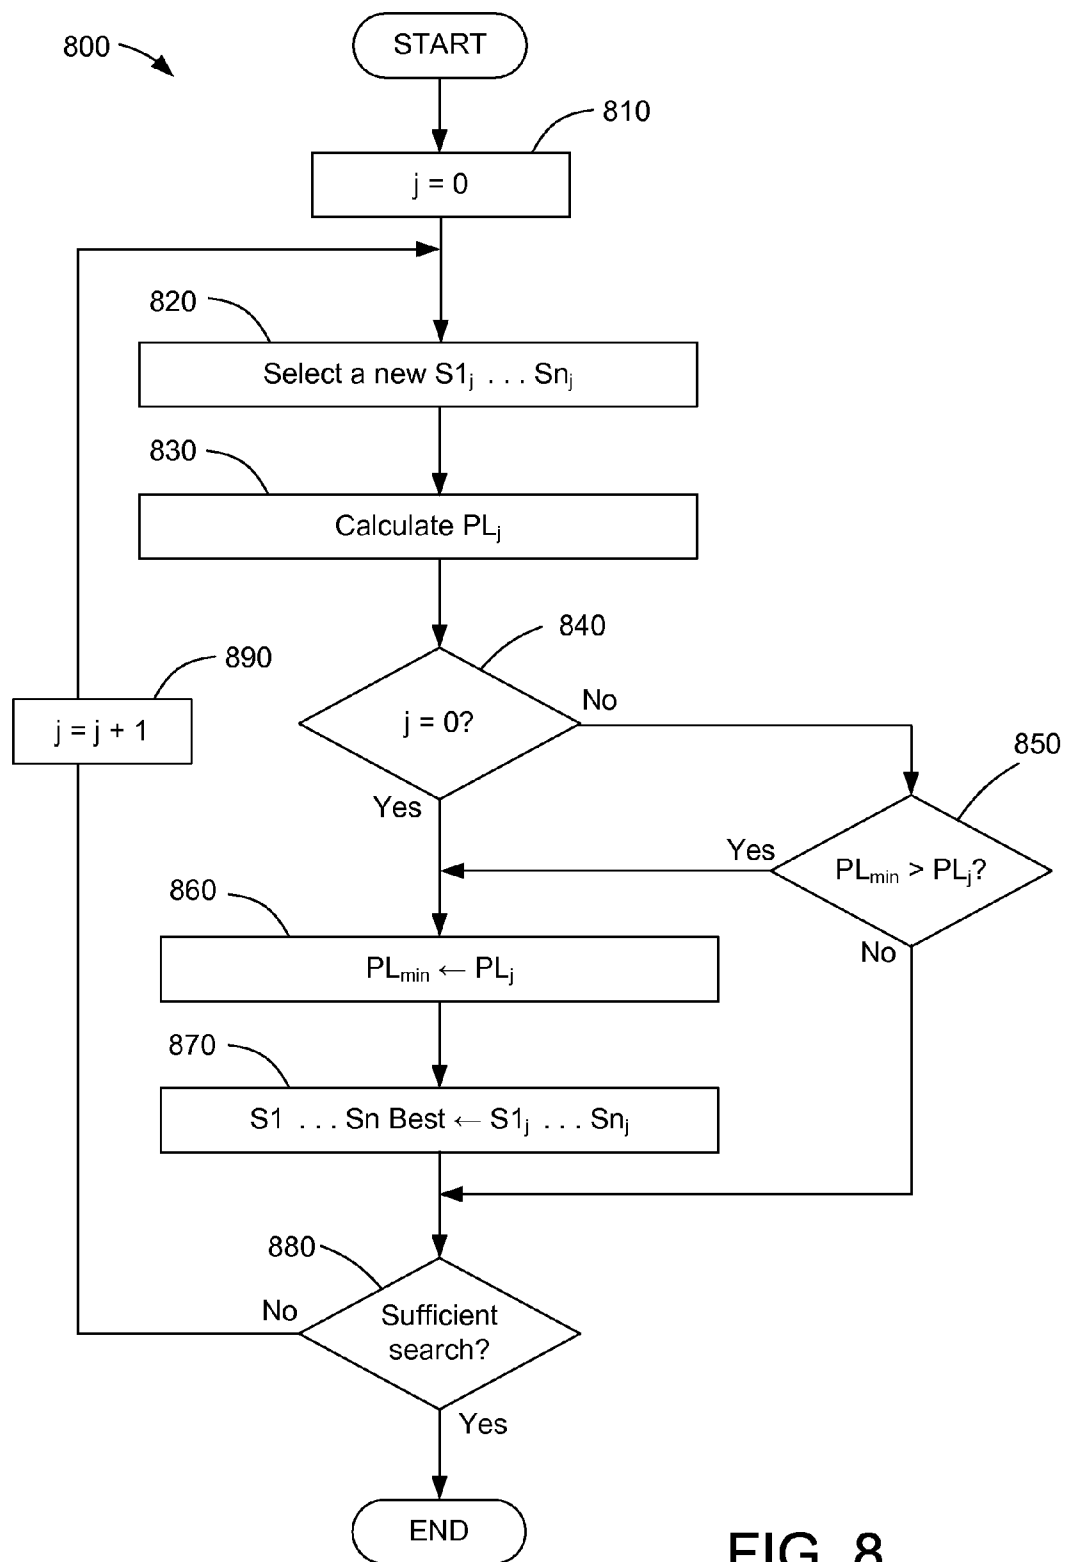 800
START
810
j = 0
820
Select a new S1j . . . Snj
830
Calculate PLj
840
j = 0?
No
Yes
890
j = j + 1
850
PLmin > PLj?
Yes
No
860
PLmin ← PLj
870
S1 . . . Sn Best ← S1j . . . Snj
880
Sufficient
search?
No
Yes
END
FIG. 8